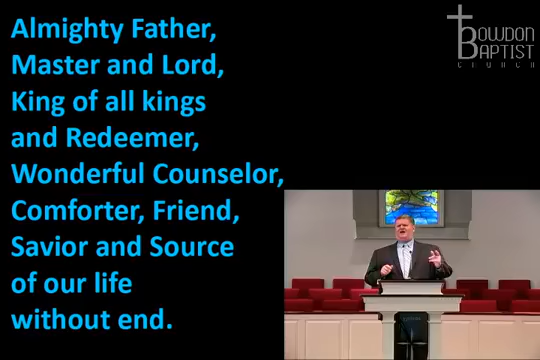 Almighty Father,
Master and Lord,
King of all kings
and Redeemer,
Wonderful Counselor,
Comforter, Friend,
Savior and Source
of our life
without end.
Bowdon
Baptist
CHURCH